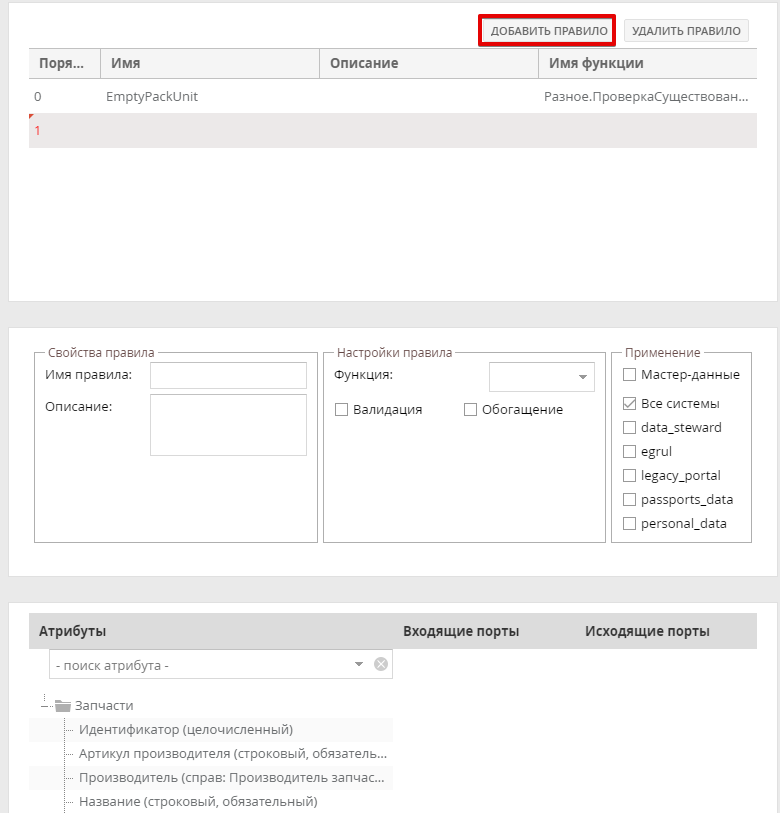 ДОБАВИТЬ ПРАВИЛО УДАЛИТЬ ПРАВИЛО
Поря... Имя Описание Имя функции
0 EmptyPackUnit Разное.ПроверкаСуществован...
1
Свойства правила Настройки правила Применение
Имя правила: Функция: Мастер-данные
Описание: Валидация Обогащение Все системы
data_steward
egrul
legacy_portal
passports_data
personal_data
Атрибуты Входящие порты Исходящие порты
- поиск атрибута -
Запчасти
Идентификатор (целочисленный)
Артикул производителя (строковый, обязатель...
Производитель (справ: Производитель запчас...
Название (строковый, обязательный)